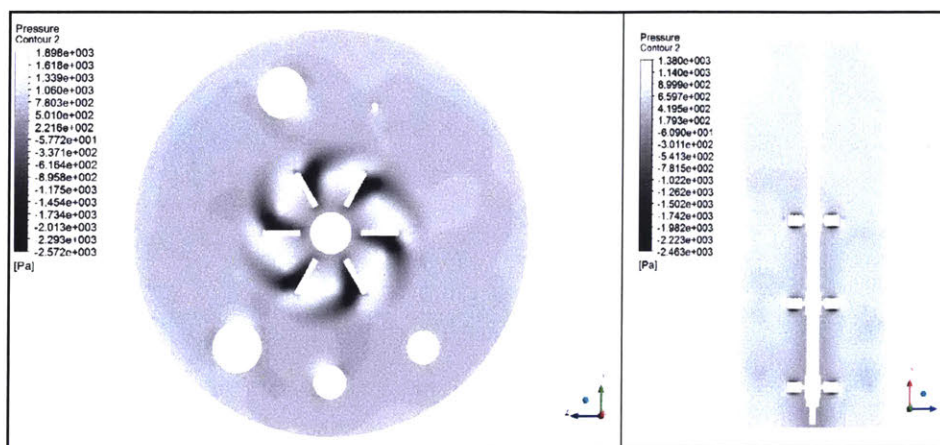 Pressure
Contour 2
1.898e+003
1.618e+003
1.339e+003
1.060e+003
7.803e+002
5.010e+002
2.216e+002
-5.772e+001
-3.371e+002
-6.164e+002
-8.958e+002
-1.175e+003
-1.454e+003
-1.734e+003
-2.013e+003
2.293e+003
-2.572e+003
[Pa]
Pressure
Contour 2
1.380e+003
1.140e+003
8.999e+002
6.597e+002
4.195e+002
1.793e+002
-6.090e+001
-3.011e+002
-5.413e+002
-7.815e+002
-1.022e+003
-1.262e+003
-1.502e+003
-1.742e+003
-1.982e+003
-2.223e+003
-2.463e+003
[Pa]